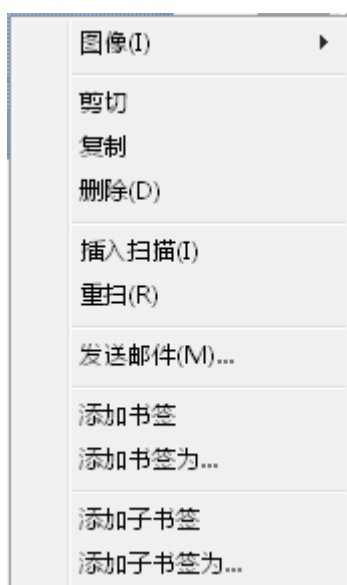 图像(I)
剪切
复制
删除(D)
插入扫描(I)
重扫(R)
发送邮件(M)...
添加书签
添加书签为...
添加子书签
添加子书签为...